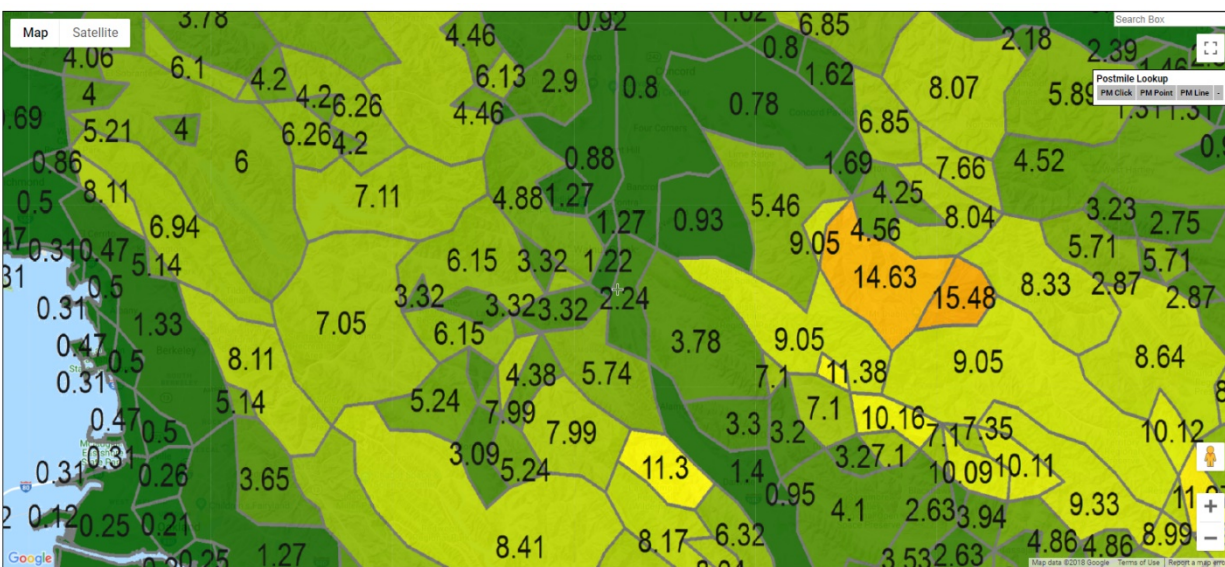 Map Satellite
Search Box
Postmile Lookup
PM Click PM Point PM Line -
3.78 0.92 6.85
4.46 0.8 2.18 2.39
4.06 6.1 4.2 6.13 2.9 0.8 1.62 8.07
4 4.2 6.26 4.46 0.78 6.85 5.89
5.21 4 6.26 4.2
0.86 6 0.88 1.69 7.66 4.52
8.11 7.11 4.88 1.27 4.25
0.5 6.94 1.27 0.93 5.46 4.56 8.04 3.23 2.75
0.31 0.47 5.14 6.15 3.32 1.22 9.05 5.71 5.71
0.5 3.32 14.63 8.33 2.87 2.87
0.31 1.33 7.05 3.32 3.32 2.24 15.48
0.47 0.5 8.11 6.15 3.78 9.05 9.05 8.64
0.31 4.38 5.74 7.1 11.38
5.14 5.24 7.99 7.1
0.47 0.5 7.99 3.3 3.2 10.16 7.1 7.35 10.12
0.31 3.09
0.31 0.26 3.65 5.24 11.3 1.4 3.2 7.1 10.09 10.11
0.95 9.33
0.12 0.25 0.21 4.1 2.63 3.94
1.27 8.41 8.17 6.32 4.86 4.86 8.99
0.25 3.53 2.63
Berkeley
Google
Map data ©2018 Google Terms of Use Report a map